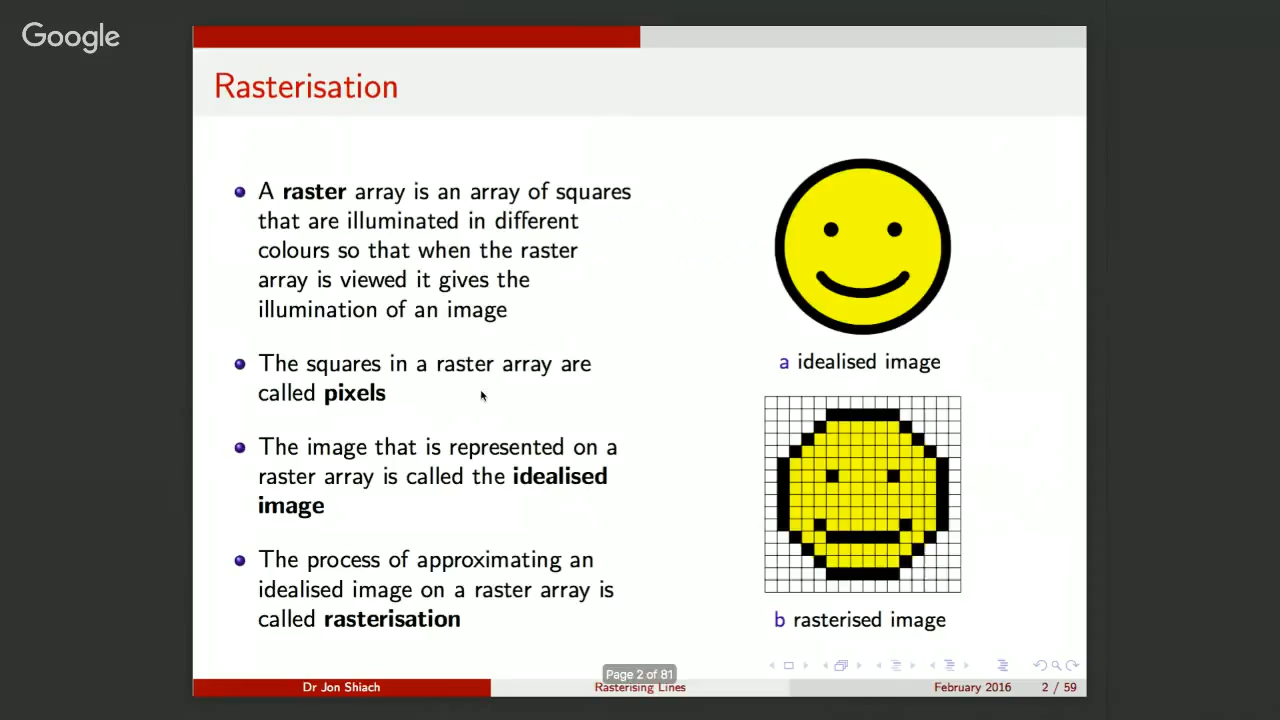 Google
Rasterisation
A raster array is an array of squares
that are illuminated in different
colours so that when the raster
array is viewed it gives the
illumination of an image
The squares in a raster array are
called pixels
The image that is represented on a
raster array is called the idealised
image
The process of approximating an
idealised image on a raster array is
called rasterisation
a idealised image
b rasterised image
Page 2 of 81
Dr Jon Shiach
Rasterising Lines
February 2016
2 / 59